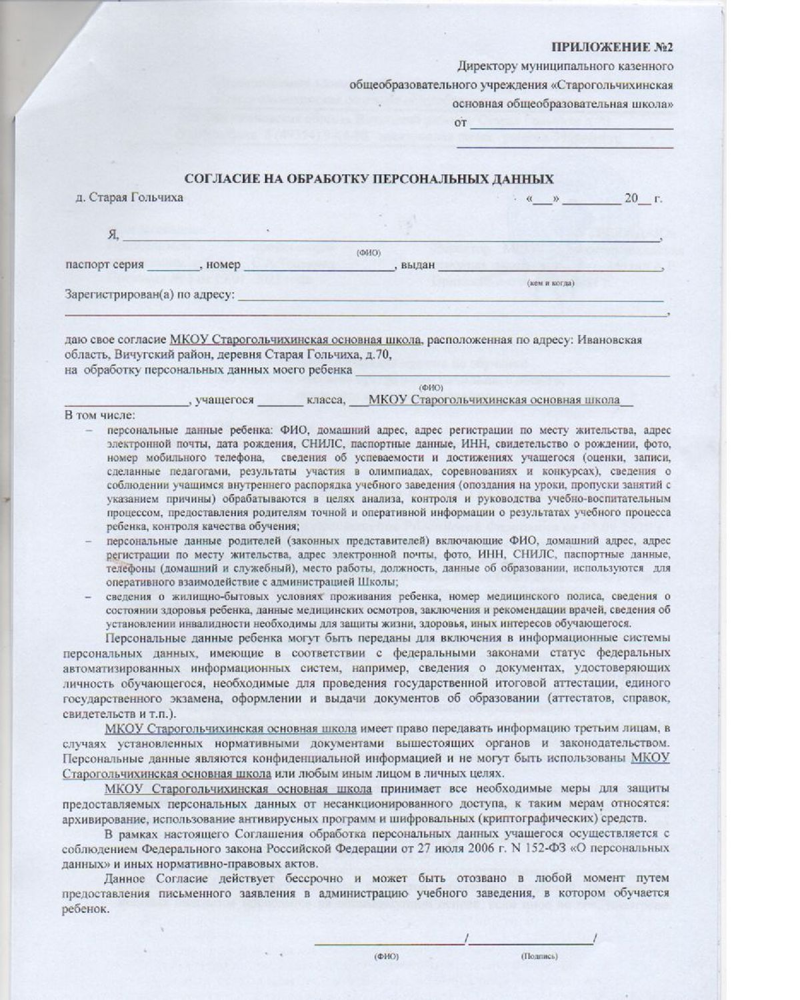 ПРИЛОЖЕНИЕ №2
Директору муниципального казенного
общеобразовательного учреждения «Старогольчихинская
основная общеобразовательная школа»
от ______________________________
________________________________
СОГЛАСИЕ НА ОБРАБОТКУ ПЕРСОНАЛЬНЫХ ДАННЫХ
д. Старая Гольчиха «___» _________ 20__ г.
Я, ________________________________________________________________,
(ФИО)
паспорт серия ________, номер _______________________, выдан __________________________________,
(кем и когда)
Зарегистрирован(а) по адресу: ________________________________________________________________
__________________________________________________________________________________________,
даю свое согласие МКОУ Старогольчихинская основная школа, расположенная по адресу: Ивановская
область, Вичугский район, деревня Старая Гольчиха, д.70,
на обработку персональных данных моего ребенка ________________________________________________
(ФИО)
___________________, учащегося _______ класса, ___МКОУ Старогольчихинская основная школа__
В том числе:
– персональные данные ребенка: ФИО, домашний адрес, адрес регистрации по месту жительства, адрес
электронной почты, дата рождения, СНИЛС, паспортные данные, ИНН, свидетельство о рождении, фото,
номер мобильного телефона, сведения об успеваемости и достижениях учащегося (оценки, записи,
сделанные педагогами, результаты участия в олимпиадах, соревнованиях и конкурсах), сведения о
соблюдении учащимся внутреннего распорядка учебного заведения (опоздания на уроки, пропуски занятий с
указанием причины) обрабатываются в целях анализа, контроля и руководства учебно-воспитательным
процессом, предоставления родителям точной и оперативной информации о результатах учебного процесса
ребенка, контроля качества обучения;
– персональные данные родителей (законных представителей) включающие ФИО, домашний адрес, адрес
регистрации по месту жительства, адрес электронной почты, фото, ИНН, СНИЛС, паспортные данные,
телефоны (домашний и служебный), место работы, должность, данные об образовании, используются для
оперативного взаимодействие с администрацией Школы;
– сведения о жилищно-бытовых условиях проживания ребенка, номер медицинского полиса, сведения о
состоянии здоровья ребенка, данные медицинских осмотров, заключения и рекомендации врачей, сведения об
установлении инвалидности необходимы для защиты жизни, здоровья, иных интересов обучающегося.
Персональные данные ребенка могут быть переданы для включения в информационные системы
персональных данных, имеющие в соответствии с федеральными законами статус федеральных
автоматизированных информационных систем, например, сведения о документах, удостоверяющих
личность обучающегося, необходимые для проведения государственной итоговой аттестации, единого
государственного экзамена, оформлении и выдачи документов об образовании (аттестатов, справок,
свидетельств и т.п.).
МКОУ Старогольчихинская основная школа имеет право передавать информацию третьим лицам, в
случаях установленных нормативными документами вышестоящих органов и законодательством.
Персональные данные являются конфиденциальной информацией и не могут быть использованы МКОУ
Старогольчихинская основная школа или любым иным лицом в личных целях.
МКОУ Старогольчихинская основная школа принимает все необходимые меры для защиты
предоставляемых персональных данных от несанкционированного доступа, к таким мерам относятся:
архивирование, использование антивирусных программ и шифровальных (криптографических) средств.
В рамках настоящего Соглашения обработка персональных данных учащегося осуществляется с
соблюдением Федерального закона Российской Федерации от 27 июля 2006 г. N 152-ФЗ «О персональных
данных» и иных нормативно-правовых актов.
Данное Согласие действует бессрочно и может быть отозвано в любой момент путем
предоставления письменного заявления в администрацию учебного заведения, в котором обучается
ребенок.
_______________________/___________________/
(ФИО) (Подпись)